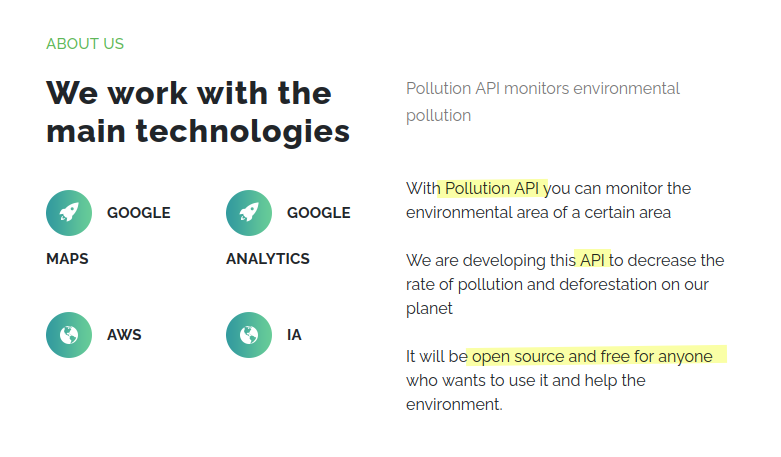 ABOUT US
We work with the
main technologies
GOOGLE
MAPS
GOOGLE
ANALYTICS
AWS
IA
Pollution API monitors environmental
pollution
With Pollution API you can monitor the
environmental area of a certain area
We are developing this API to decrease the
rate of pollution and deforestation on our
planet
It will be open source and free for anyone
who wants to use it and help the
environment.